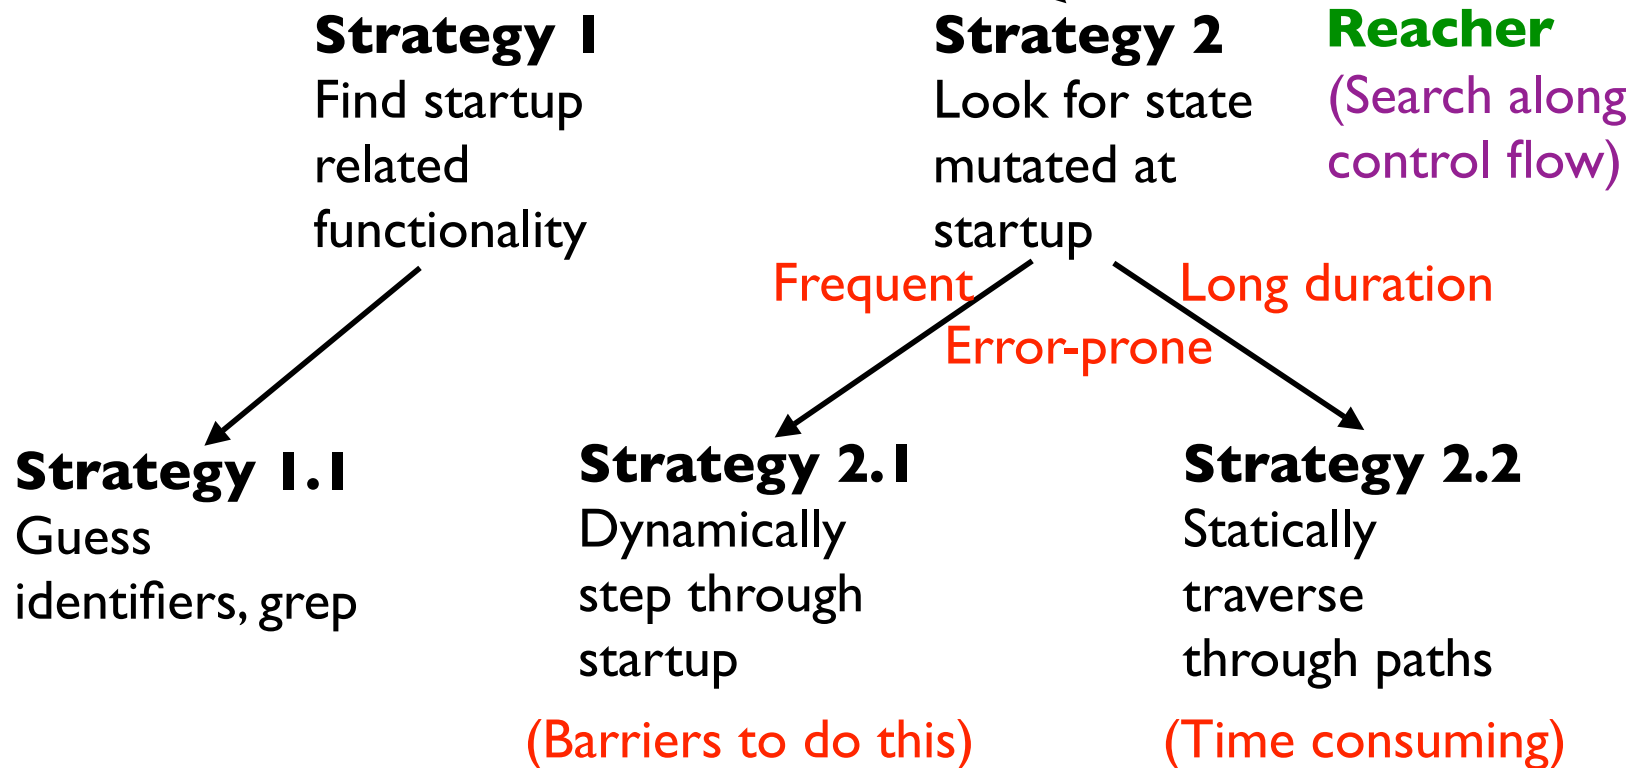 Strategy 1
Find startup
related
functionality
Strategy 2
Look for state
mutated at
startup
Reacher
(Search along
control flow)
Frequent
Long duration
Error-prone
Strategy 1.1
Guess
identifiers, grep
Strategy 2.1
Dynamically
step through
startup
(Barriers to do this)
Strategy 2.2
Statically
traverse
through paths
(Time consuming)